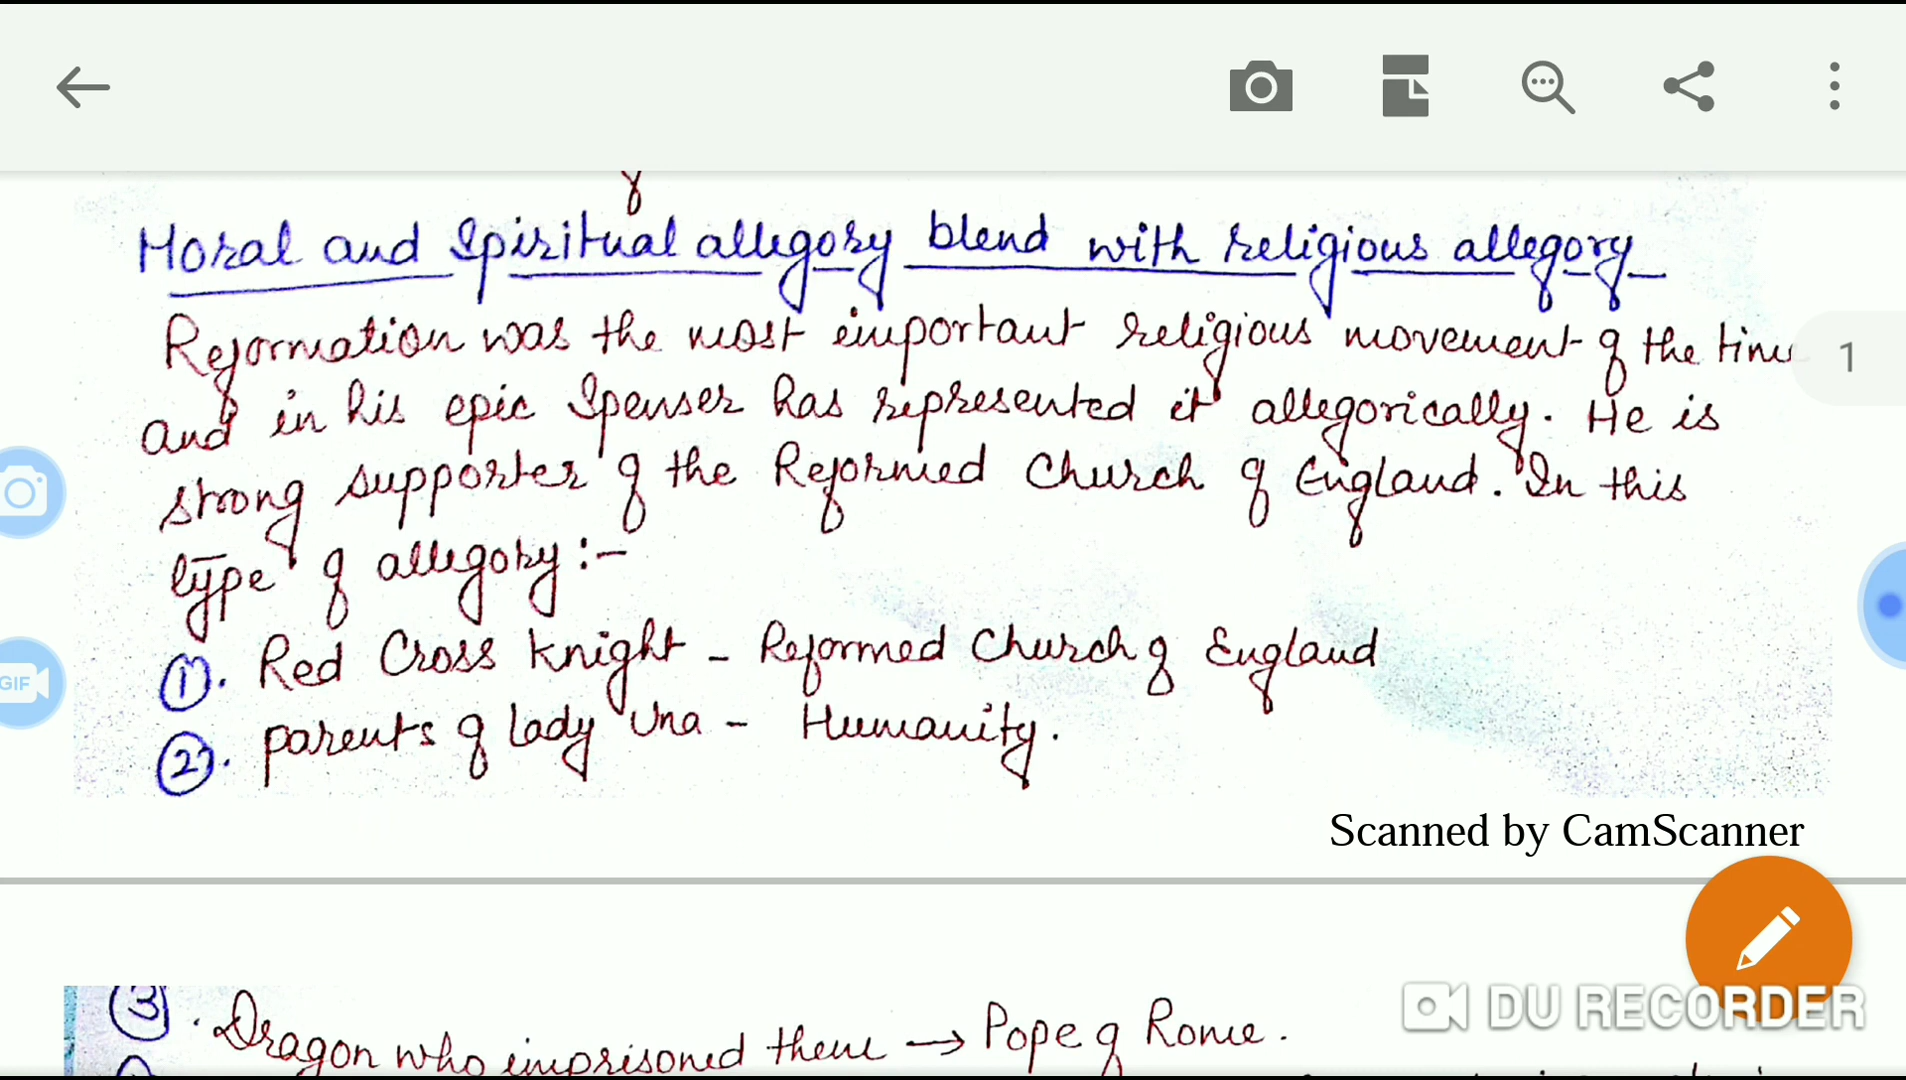 Moral and Spiritual allegory blend with religious allegory
Reformation was the most important religious movement of the time
and in his epic Spenser has represented it allegorically. He is
strong supporter of the Reformed Church of England. In this
type of allegory :-
1. Red Cross knight - Reformed Church of England
2. parents of lady Una - Humanity.
Scanned by CamScanner
3. Dragon who imprisoned them → Pope of Rome.
1
GIF
DU RECORDER